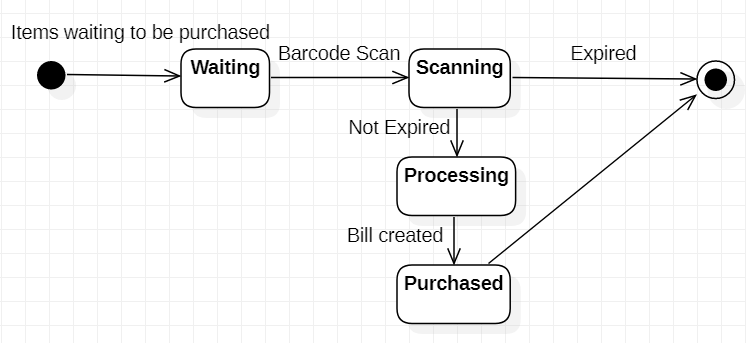 Items waiting to be purchased
Waiting
Barcode Scan
Scanning
Expired
Not Expired
Processing
Bill created
Purchased